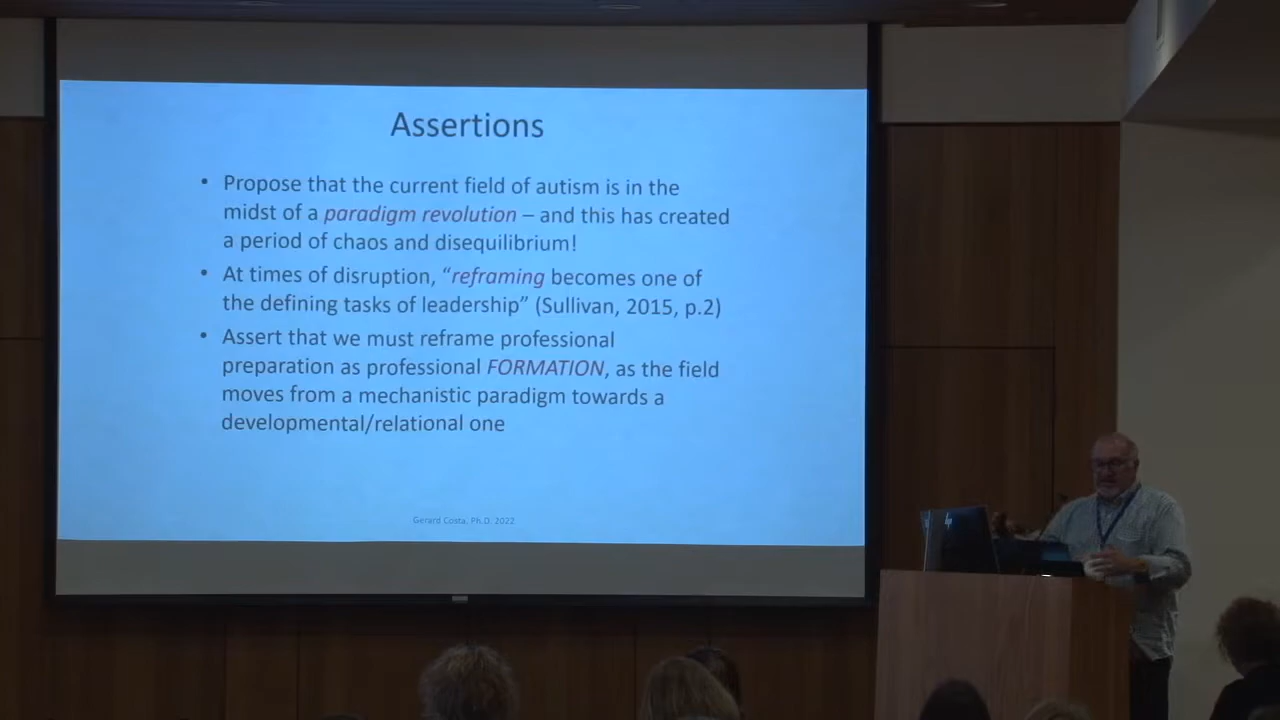 Assertions
• Propose that the current field of autism is in the
midst of a paradigm revolution – and this has created
a period of chaos and disequilibrium!
• At times of disruption, “reframing becomes one of
the defining tasks of leadership” (Sullivan, 2015, p.2)
• Assert that we must reframe professional
preparation as professional FORMATION, as the field
moves from a mechanistic paradigm towards a
developmental/relational one
Gerard Costa, Ph.D. 2022
hp